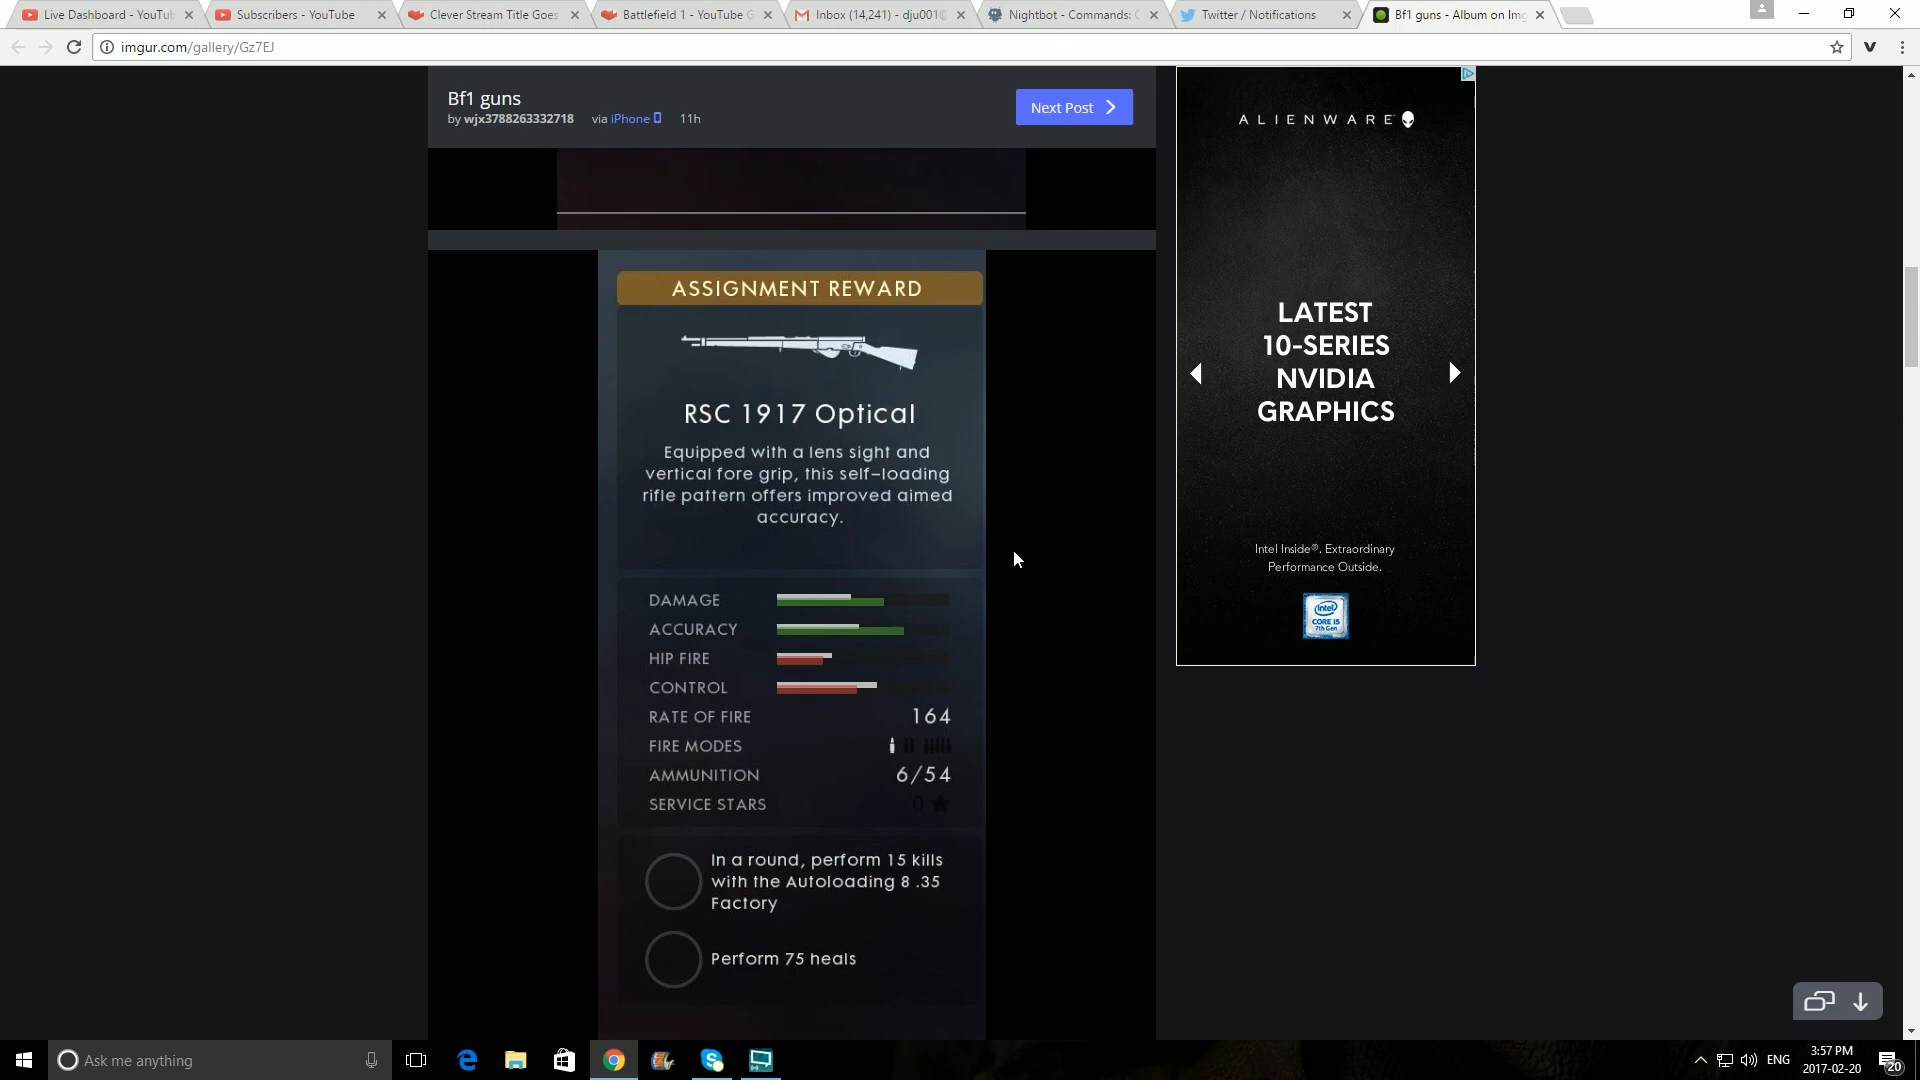 Live Dashboard - YouTub
Subscribers - YouTube
Clever Stream Title Goes
Battlefield 1 - YouTube G
Inbox (14,241) - dju001@
Nightbot - Commands: C
Twitter / Notifications
Bf1 guns - Album on Img
imgur.com/gallery/Gz7EJ
Bf1 guns
by wjx3788263332718 via iPhone 11h
Next Post
ASSIGNMENT REWARD
RSC 1917 Optical
Equipped with a lens sight and
vertical fore grip, this self-loading
rifle pattern offers improved aimed
accuracy.
DAMAGE
ACCURACY
HIP FIRE
CONTROL
RATE OF FIRE 164
FIRE MODES
AMMUNITION 6/54
SERVICE STARS 0
In a round, perform 15 kills
with the Autoloading 8 .35
Factory
Perform 75 heals
ALIENWARE
LATEST
10-SERIES
NVIDIA
GRAPHICS
Intel Inside®. Extraordinary
Performance Outside.
intel
CORE i5
7th Gen
Ask me anything
ENG
3:57 PM
2017-02-20
20